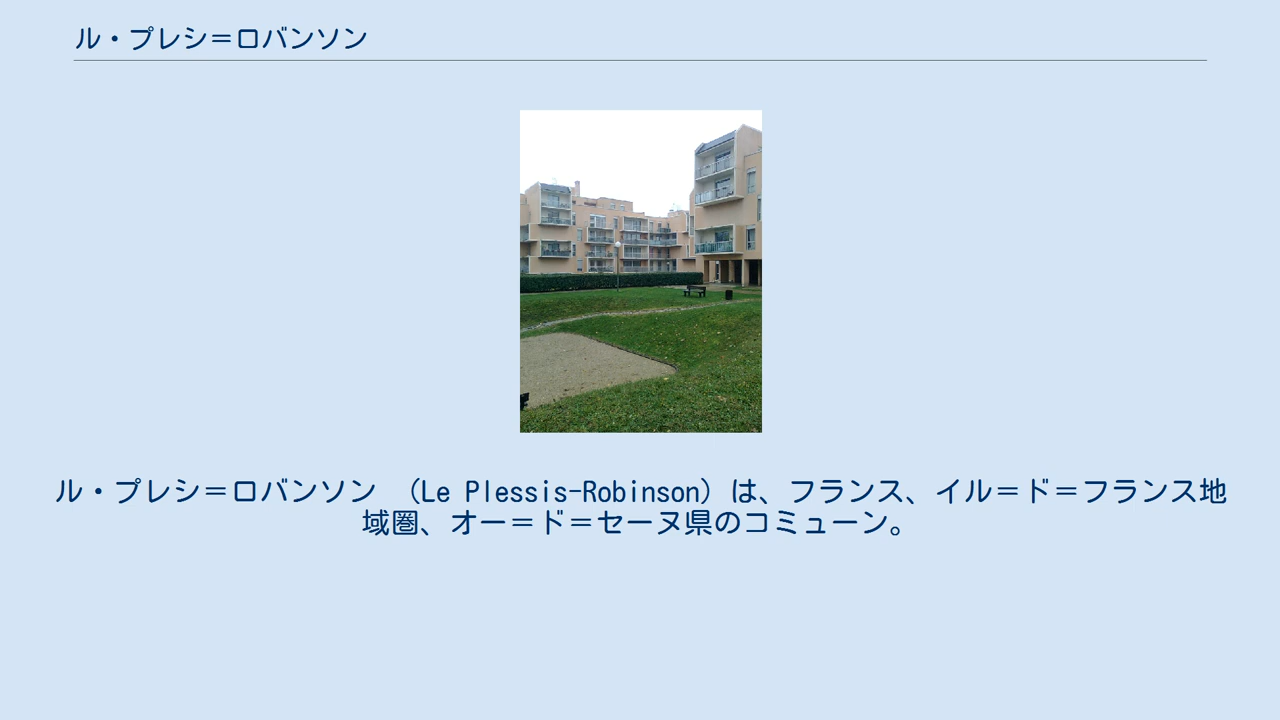 ル・プレシ＝ロバンソン
ル・プレシ＝ロバンソン （Le Plessis-Robinson）は、フランス、イル＝ド＝フランス地
域圏、オー＝ド＝セーヌ県のコミューン。